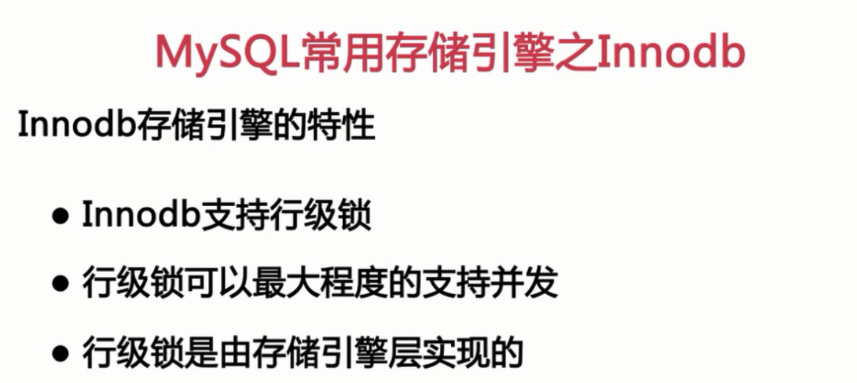 MySQL常用存储引擎之Innodb
Innodb存储引擎的特性
● Innodb支持行级锁
● 行级锁可以最大程度的支持并发
● 行级锁是由存储引擎层实现的